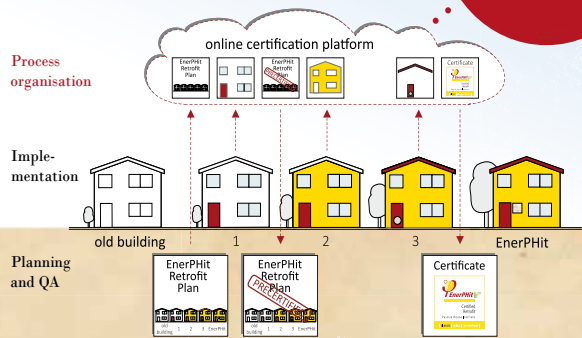 online certification platform
Process
organisation
EnerPHit
Retrofit
Plan
EnerPHit
Retrofit
Plan
Certificate
Imple-
mentation
old building
1
2
3
EnerPHit
Planning
and QA
EnerPHit
Retrofit
Plan
old
building
1 2 3 EnerPHit
EnerPHit
Retrofit
Plan
PRECERTIFIED
old
building
1 2 3 EnerPHit
Certificate
EnerPHit
Certified
Retrofit